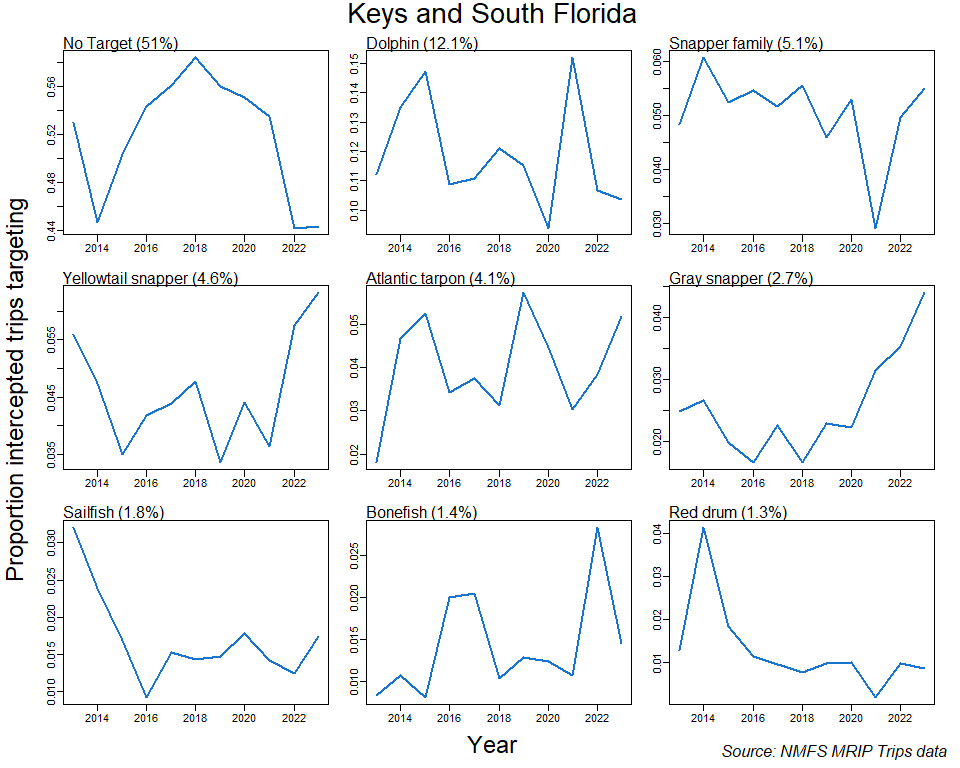 Keys and South Florida
No Target (51%)
Dolphin (12.1%)
Snapper family (5.1%)
0.44 0.48 0.52 0.56
0.10 0.11 0.12 0.13 0.14 0.15
0.030 0.040 0.050 0.060
2014 2016 2018 2020 2022
2014 2016 2018 2020 2022
2014 2016 2018 2020 2022
Yellowtail snapper (4.6%)
Atlantic tarpon (4.1%)
Gray snapper (2.7%)
0.035 0.045 0.055
0.02 0.03 0.04 0.05
0.020 0.030 0.040
2014 2016 2018 2020 2022
2014 2016 2018 2020 2022
2014 2016 2018 2020 2022
Sailfish (1.8%)
Bonefish (1.4%)
Red drum (1.3%)
0.010 0.015 0.020 0.025 0.030
0.010 0.015 0.020 0.025
0.01 0.02 0.03 0.04
2014 2016 2018 2020 2022
2014 2016 2018 2020 2022
2014 2016 2018 2020 2022
Proportion intercepted trips targeting
Year
Source: NMFS MRIP Trips data